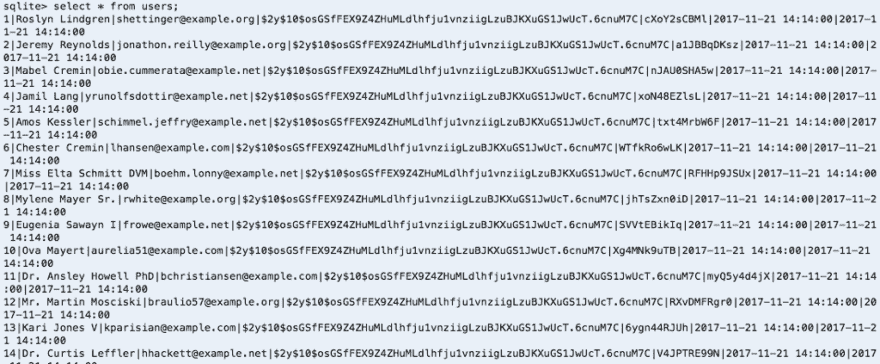 sqlite> select * from users;
1|Roslyn Lindgren|shettinger@example.org|$2y$10$osGSfFEX9Z4ZHuMLdlhfju1vnziigLzuBJKXuGS1JwUcT.6cnuM7C|cXoY2sCBMl|2017-11-21 14:14:00|2017-1
1-21 14:14:00
2|Jeremy Reynolds|jonathon.reilly@example.org|$2y$10$osGSfFEX9Z4ZHuMLdlhfju1vnziigLzuBJKXuGS1JwUcT.6cnuM7C|a1JBBqDKsz|2017-11-21 14:14:00|2
017-11-21 14:14:00
3|Mabel Cremin|obie.cummerata@example.net|$2y$10$osGSfFEX9Z4ZHuMLdlhfju1vnziigLzuBJKXuGS1JwUcT.6cnuM7C|nJAU0SHA5w|2017-11-21 14:14:00|2017-
11-21 14:14:00
4|Jamil Lang|yrunolfsdottir@example.net|$2y$10$osGSfFEX9Z4ZHuMLdlhfju1vnziigLzuBJKXuGS1JwUcT.6cnuM7C|xoN48EZlsL|2017-11-21 14:14:00|2017-11
-21 14:14:00
5|Amos Kessler|schimmel.jeffry@example.net|$2y$10$osGSfFEX9Z4ZHuMLdlhfju1vnziigLzuBJKXuGS1JwUcT.6cnuM7C|txt4MrbW6F|2017-11-21 14:14:00|2017
-11-21 14:14:00
6|Chester Cremin|lhansen@example.com|$2y$10$osGSfFEX9Z4ZHuMLdlhfju1vnziigLzuBJKXuGS1JwUcT.6cnuM7C|WTfkRo6wLK|2017-11-21 14:14:00|2017-11-21
 14:14:00
7|Miss Elta Schmitt DVM|boehm.lonny@example.net|$2y$10$osGSfFEX9Z4ZHuMLdlhfju1vnziigLzuBJKXuGS1JwUcT.6cnuM7C|RFHHp9JSUx|2017-11-21 14:14:00
|2017-11-21 14:14:00
8|Mylene Mayer Sr.|rwhite@example.org|$2y$10$osGSfFEX9Z4ZHuMLdlhfju1vnziigLzuBJKXuGS1JwUcT.6cnuM7C|jhTsZxn0iD|2017-11-21 14:14:00|2017-11-2
1 14:14:00
9|Eugenia Sawayn I|frowe@example.net|$2y$10$osGSfFEX9Z4ZHuMLdlhfju1vnziigLzuBJKXuGS1JwUcT.6cnuM7C|SVVtEBikIq|2017-11-21 14:14:00|2017-11-21
 14:14:00
10|Ova Mayert|aurelia51@example.com|$2y$10$osGSfFEX9Z4ZHuMLdlhfju1vnziigLzuBJKXuGS1JwUcT.6cnuM7C|Xg4MNk9uTB|2017-11-21 14:14:00|2017-11-21 
14:14:00
11|Dr. Ansley Howell PhD|bchristiansen@example.com|$2y$10$osGSfFEX9Z4ZHuMLdlhfju1vnziigLzuBJKXuGS1JwUcT.6cnuM7C|myQ5y4d4jX|2017-11-21 14:14
:00|2017-11-21 14:14:00
12|Mr. Martin Mosciski|braulio57@example.org|$2y$10$osGSfFEX9Z4ZHuMLdlhfju1vnziigLzuBJKXuGS1JwUcT.6cnuM7C|RXvDMFRgr0|2017-11-21 14:14:00|20
17-11-21 14:14:00
13|Kari Jones V|kparisian@example.com|$2y$10$osGSfFEX9Z4ZHuMLdlhfju1vnziigLzuBJKXuGS1JwUcT.6cnuM7C|6ygn44RJUh|2017-11-21 14:14:00|2017-11-2
1 14:14:00
14|Dr. Curtis Leffler|hhackett@example.org|$2y$10$osGSfFEX9Z4ZHuMLdlhfju1vnziigLzuBJKXuGS1JwUcT.6cnuM7C|V4JPTRE99N|2017-11-21 14:14:00|2017